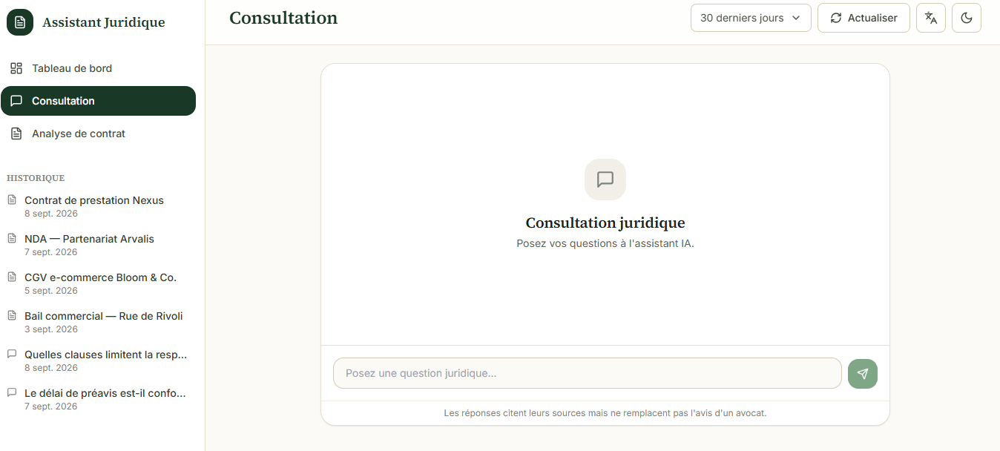 Assistant Juridique
Consultation
30 derniers jours
Actualiser
Tableau de bord
Consultation
Analyse de contrat
HISTORIQUE
Contrat de prestation Nexus
8 sept. 2026
NDA — Partenariat Arvalis
7 sept. 2026
CGV e-commerce Bloom & Co.
5 sept. 2026
Bail commercial — Rue de Rivoli
3 sept. 2026
Quelles clauses limitent la resp...
8 sept. 2026
Le délai de préavis est-il confo...
7 sept. 2026
Consultation juridique
Posez vos questions à l'assistant IA.
Posez une question juridique...
Les réponses citent leurs sources mais ne remplacent pas l'avis d'un avocat.